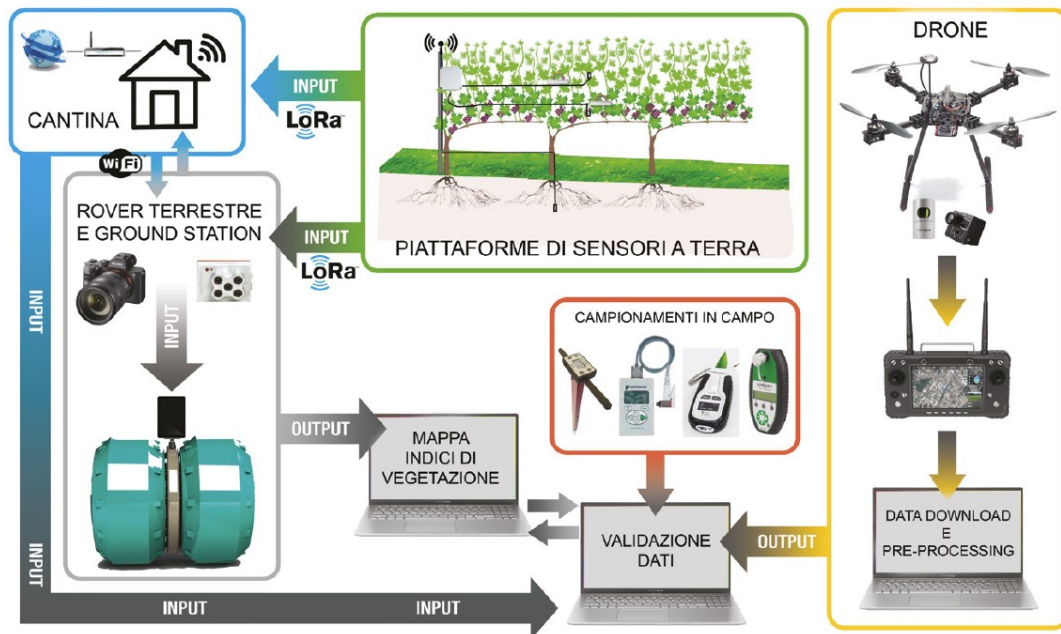 CANTINA
INPUT
LoRa
WiFi
ROVER TERRESTRE
E GROUND STATION
INPUT
LoRa
INPUT
PIATTAFORME DI SENSORI A TERRA
DRONE
INPUT
CAMPIONAMENTI IN CAMPO
OUTPUT
MAPPA
INDICI DI
VEGETAZIONE
VALIDAZIONE
DATI
OUTPUT
DATA DOWNLOAD
E
PRE-PROCESSING
INPUT
INPUT
INPUT